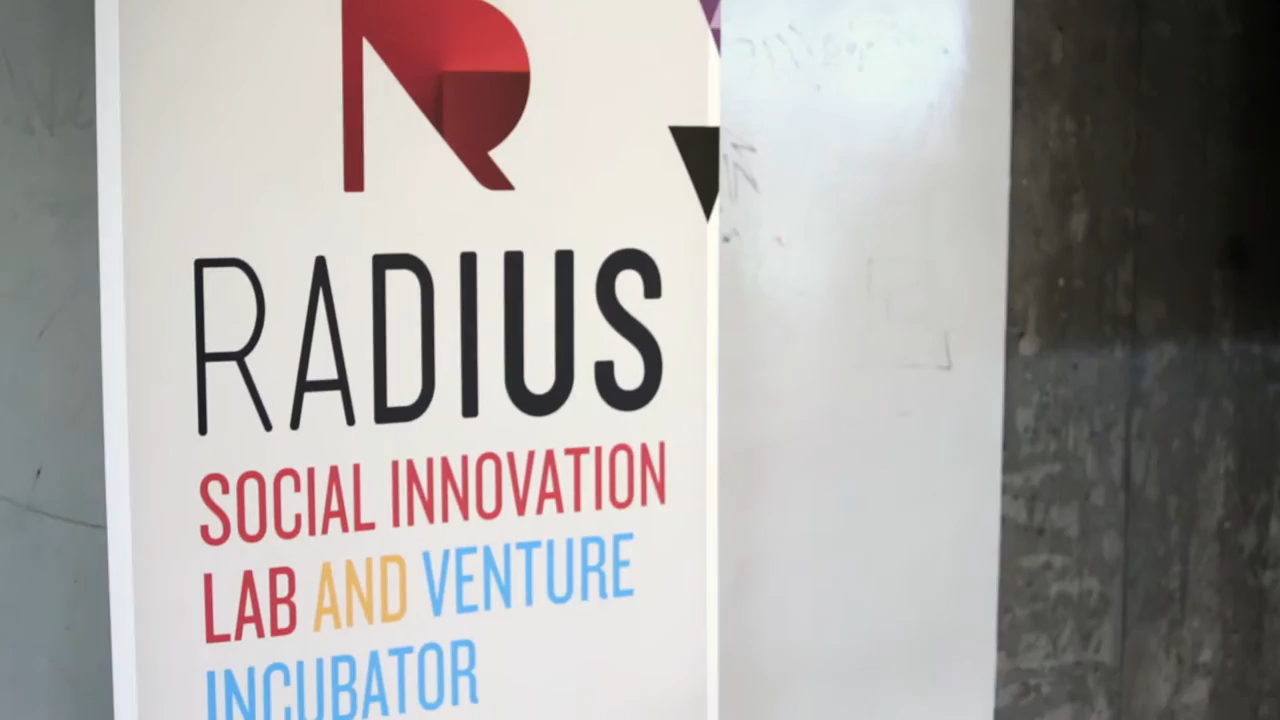 R
RADIUS
SOCIAL INNOVATION
LAB AND VENTURE
INCUBATOR